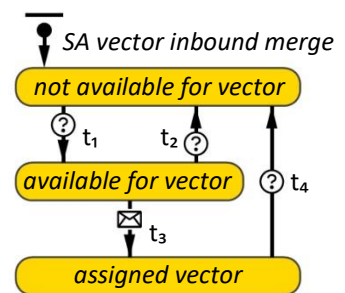 SA vector inbound merge
not available for vector
? t₁ t₂ ?
available for vector
? t₄
t₃
assigned vector